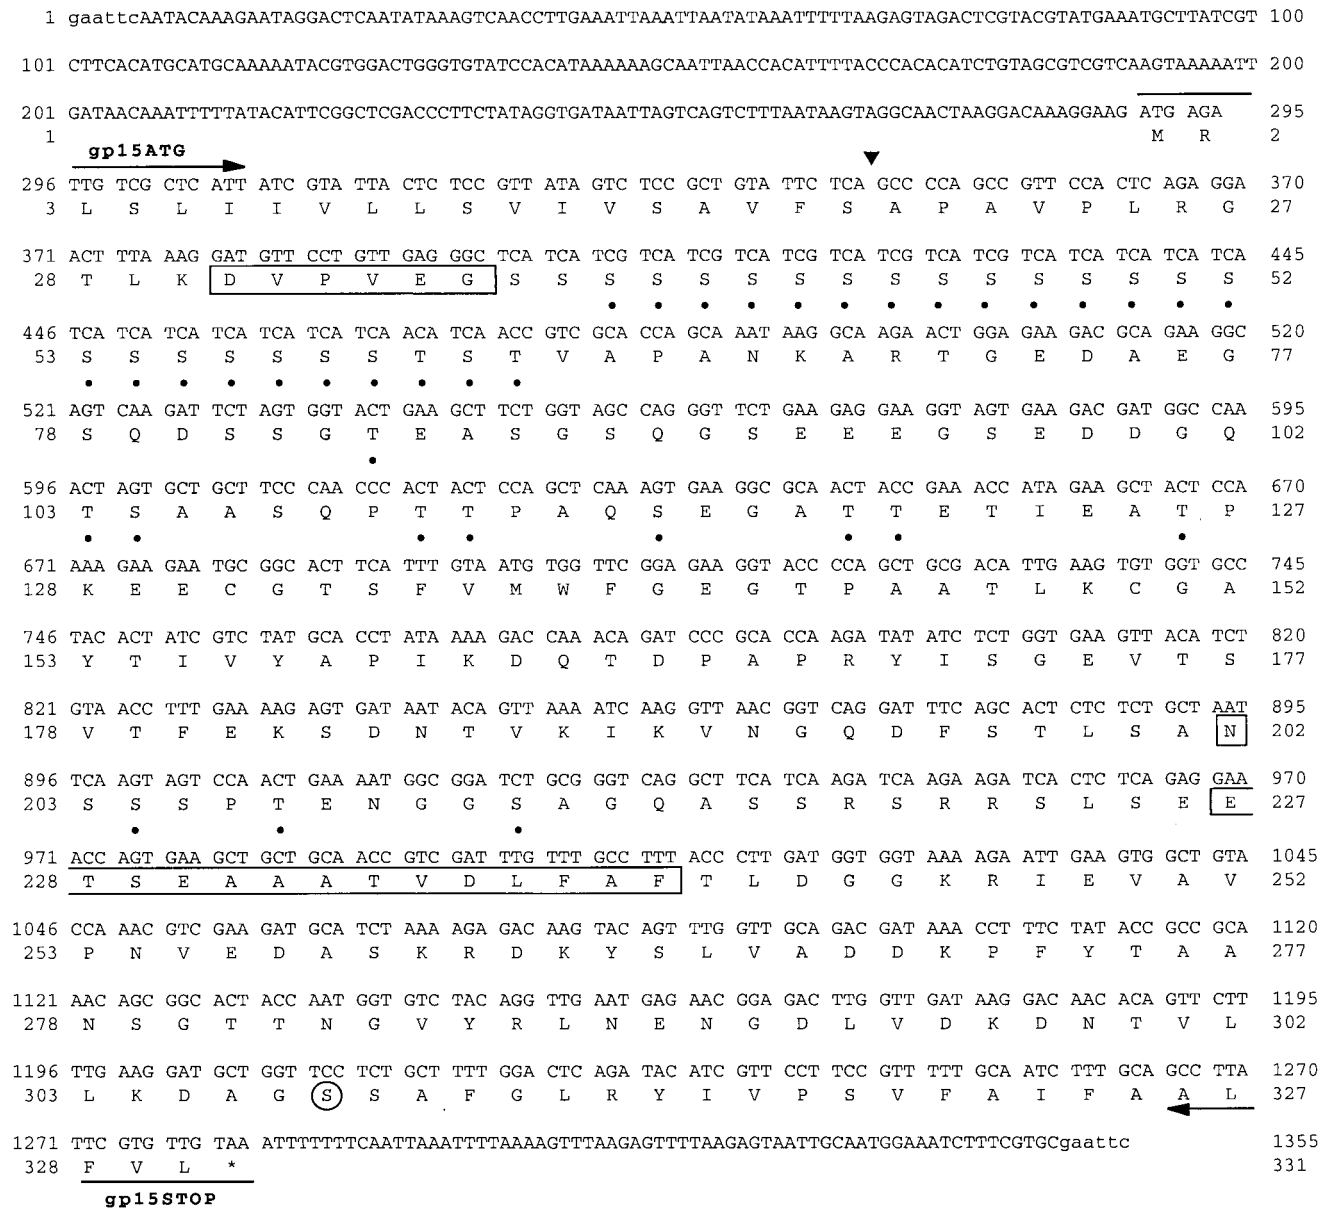 1 gaattcAATACAAAGAATAGGACTCAATATAAAGTCAACCTTGAAATTAAATTAATATAAATTTTTAAGAGTAGACTCGTACGTATGAAATGCTTATCGT 100
101 CTTCACATGCATGCAAAAATACGTGGACTGGGTGTATCCACATAAAAAAGCAATTAACCACATTTTACCCACACATCTGTAGCGTCGTCAAGTAAAAATT 200
201 GATAACAAATTTTTATACATTCGGCTCGACCCTTCTATAGGTGATAATTAGTCAGTCTTTAATAAGTAGGCAACTAAGGACAAAGGAAG ATG AGA 295
1 M R 2
gp15ATG
296 TTG TCG CTC ATT ATC GTA TTA CTC TCC GTT ATA GTC TCC GCT GTA TTC TCA GCC CCA GCC GTT CCA CTC AGA GGA 370
3 L S L I I V L L S V I V S A V F S A P A V P L R G 27
371 ACT TTA AAG GAT GTT CCT GTT GAG GGC TCA TCA TCG TCA TCG TCA TCG TCA TCG TCA TCG TCA TCA TCA TCA TCA 445
28 T L K D V P V E G S S S S S S S S S S S S S S S S 52
446 TCA TCA TCA TCA TCA TCA TCA ACA TCA ACC GTC GCA CCA GCA AAT AAG GCA AGA ACT GGA GAA GAC GCA GAA GGC 520
53 S S S S S S S T S T V A P A N K A R T G E D A E G 77
521 AGT CAA GAT TCT AGT GGT ACT GAA GCT TCT GGT AGC CAG GGT TCT GAA GAG GAA GGT AGT GAA GAC GAT GGC CAA 595
78 S Q D S S G T E A S G S Q G S E E E G S E D D G Q 102
596 ACT AGT GCT GCT TCC CAA CCC ACT ACT CCA GCT CAA AGT GAA GGC GCA ACT ACC GAA ACC ATA GAA GCT ACT CCA 670
103 T S A A S Q P T T P A Q S E G A T T E T I E A T P 127
671 AAA GAA GAA TGC GGC ACT TCA TTT GTA ATG TGG TTC GGA GAA GGT ACC CCA GCT GCG ACA TTG AAG TGT GGT GCC 745
128 K E E C G T S F V M W F G E G T P A A T L K C G A 152
746 TAC ACT ATC GTC TAT GCA CCT ATA AAA GAC CAA ACA GAT CCC GCA CCA AGA TAT ATC TCT GGT GAA GTT ACA TCT 820
153 Y T I V Y A P I K D Q T D P A P R Y I S G E V T S 177
821 GTA ACC TTT GAA AAG AGT GAT AAT ACA GTT AAA ATC AAG GTT AAC GGT CAG GAT TTC AGC ACT CTC TCT GCT AAT 895
178 V T F E K S D N T V K I K V N G Q D F S T L S A N 202
896 TCA AGT AGT CCA ACT GAA AAT GGC GGA TCT GCG GGT CAG GCT TCA TCA AGA TCA AGA AGA TCA CTC TCA GAG GAA 970
203 S S S P T E N G G S A G Q A S S R S R R S L S E E 227
971 ACC AGT GAA GCT GCT GCA ACC GTC GAT TTG TTT GCC TTT ACC CTT GAT GGT GGT AAA AGA ATT GAA GTG GCT GTA 1045
228 T S E A A A T V D L F A F T L D G G K R I E V A V 252
1046 CCA AAC GTC GAA GAT GCA TCT AAA AGA GAC AAG TAC AGT TTG GTT GCA GAC GAT AAA CCT TTC TAT ACC GCC GCA 1120
253 P N V E D A S K R D K Y S L V A D D K P F Y T A A 277
1121 AAC AGC GGC ACT ACC AAT GGT GTC TAC AGG TTG AAT GAG AAC GGA GAC TTG GTT GAT AAG GAC AAC ACA GTT CTT 1195
278 N S G T T N G V Y R L N E N G D L V D K D N T V L 302
1196 TTG AAG GAT GCT GGT TCC TCT GCT TTT GGA CTC AGA TAC ATC GTT CCT TCC GTT TTT GCA ATC TTT GCA GCC TTA 1270
303 L K D A G S S A F G L R Y I V P S V F A I F A A L 327
1271 TTC GTG TTG TAA ATTTTTTTCAATTAAATTTTAAAAGTTTAAGAGTTTTAAGAGTAATTGCAATGGAAATCTTTCGTGCgaattc 1355
328 F V L * 331
gp15STOP